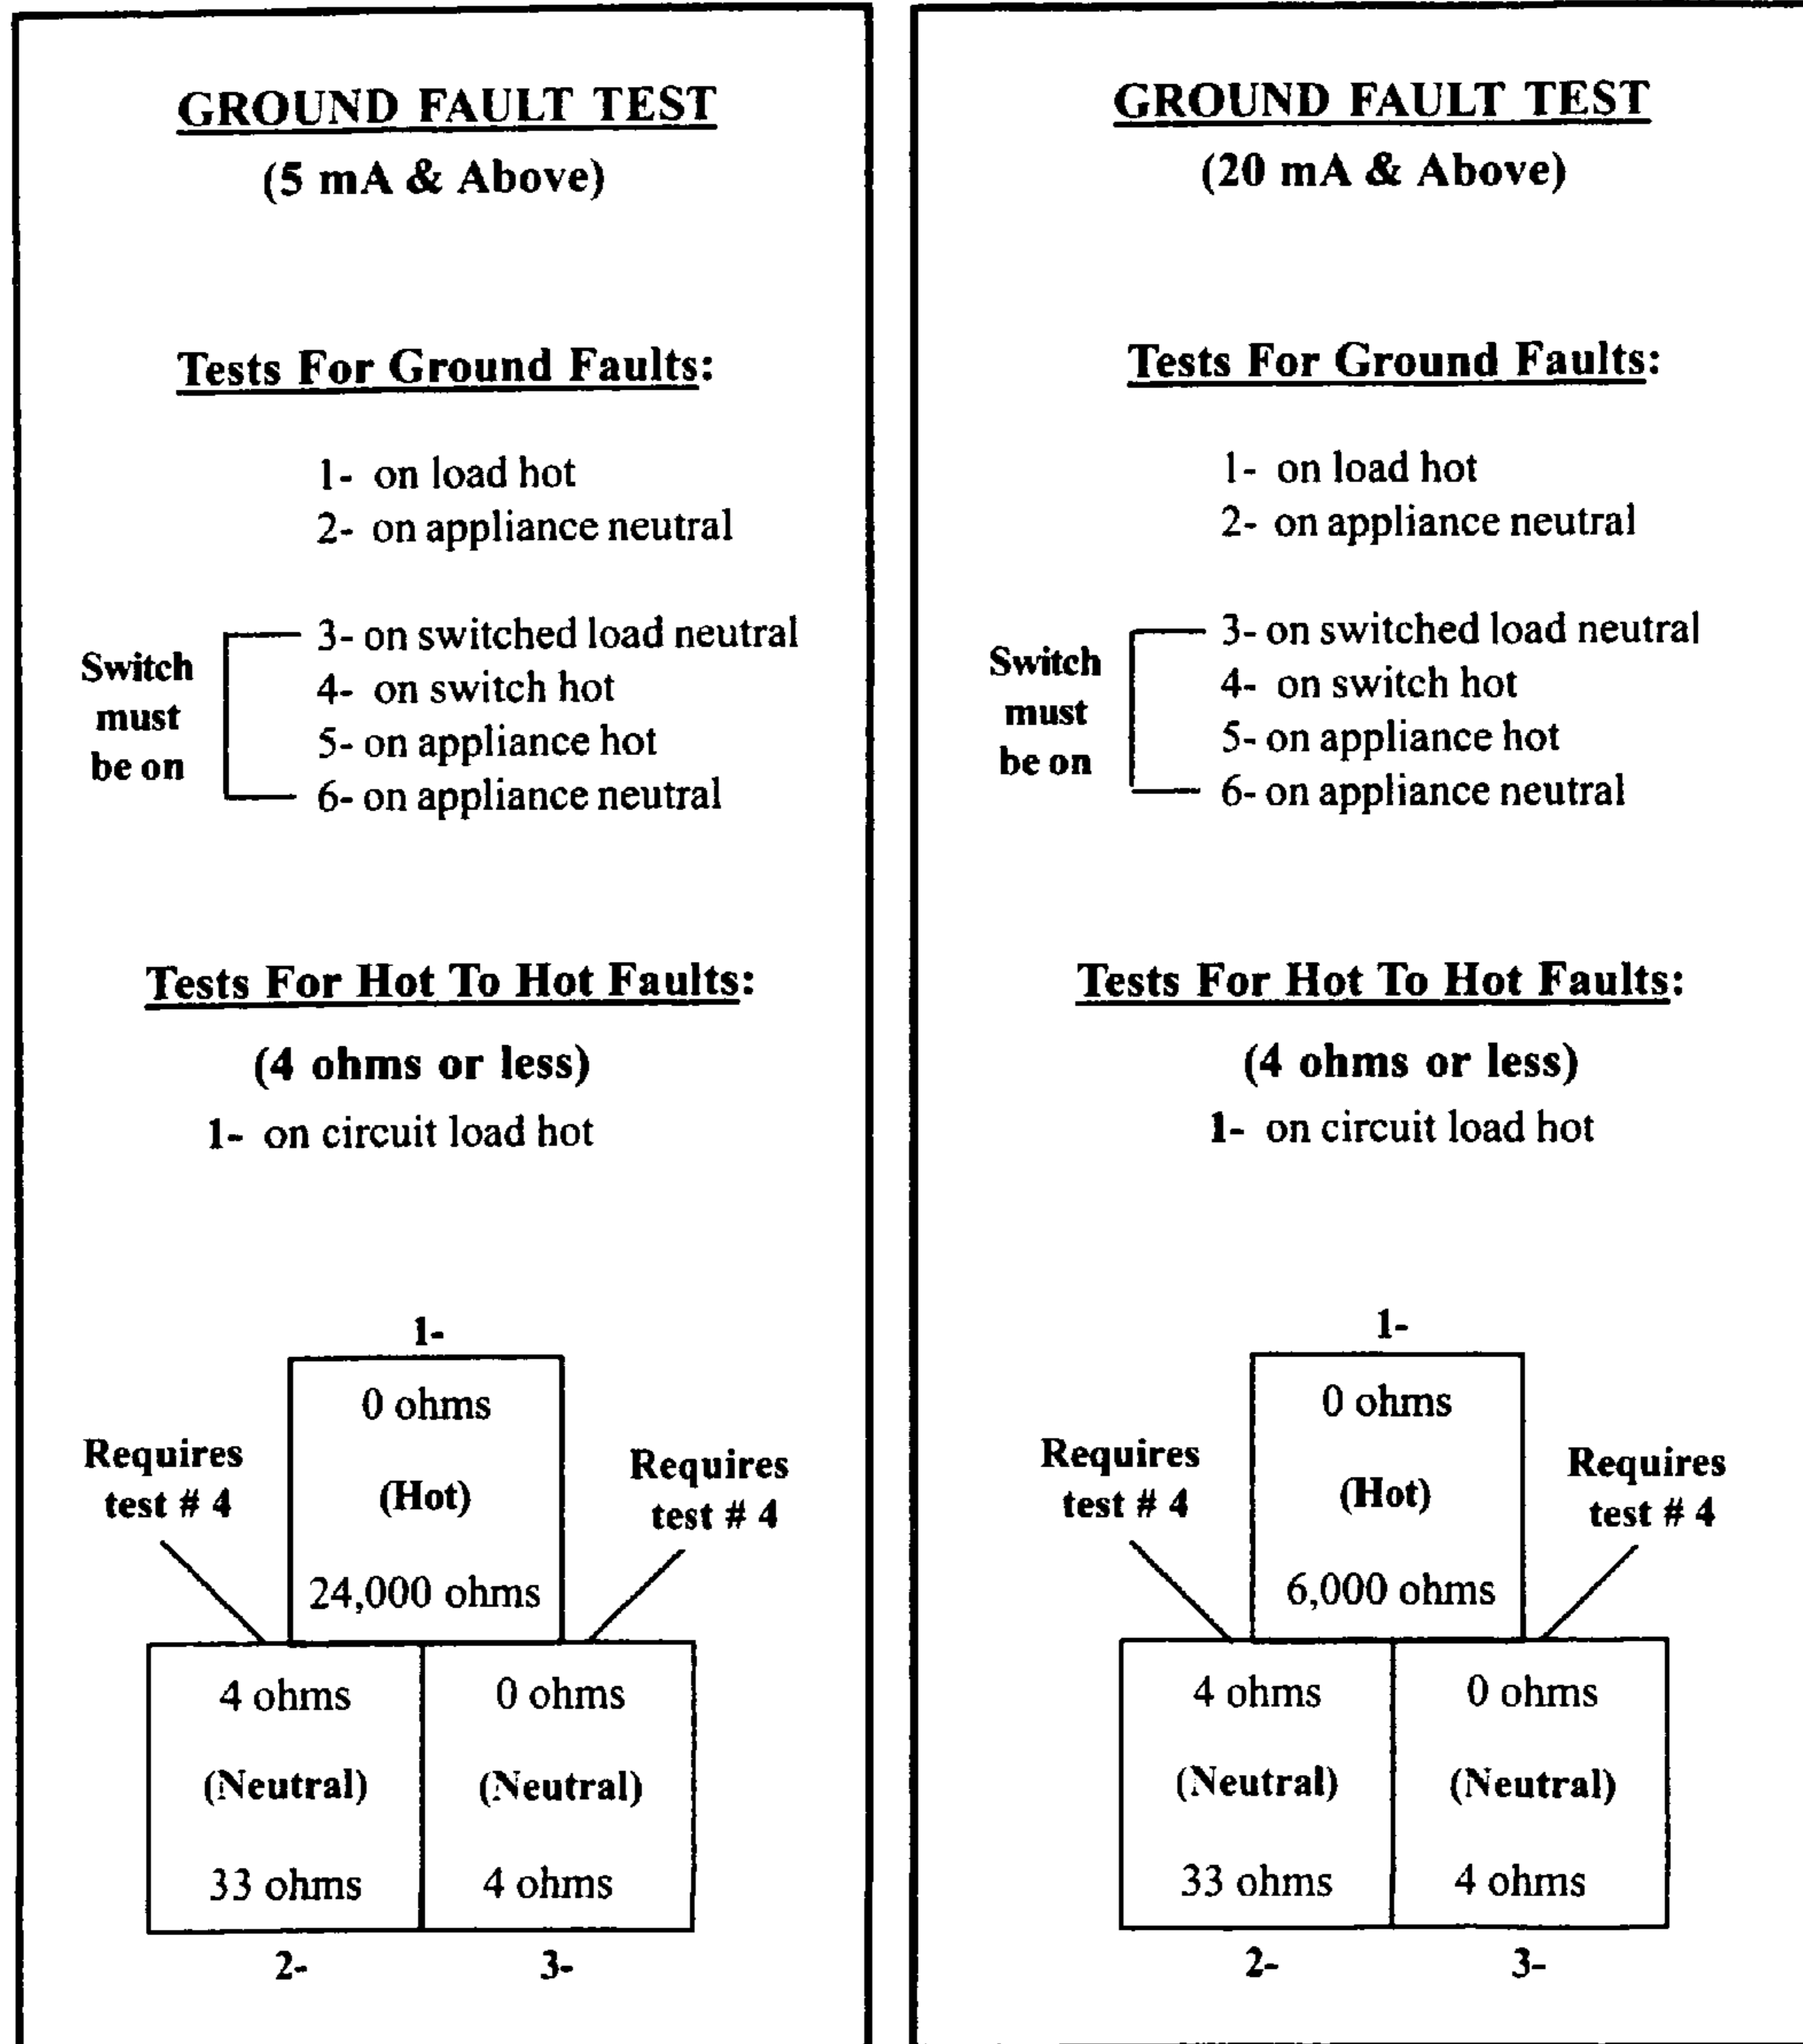 GROUND FAULT TEST
(5 mA & Above)
Tests For Ground Faults:
1- on load hot
2- on appliance neutral
Switch must be on
3- on switched load neutral
4- on switch hot
5- on appliance hot
6- on appliance neutral
Tests For Hot To Hot Faults:
(4 ohms or less)
1- on circuit load hot
1-
0 ohms
(Hot)
24,000 ohms
Requires
test # 4
Requires
test # 4
4 ohms
(Neutral)
33 ohms
0 ohms
(Neutral)
4 ohms
2-
3-
GROUND FAULT TEST
(20 mA & Above)
Tests For Ground Faults:
1- on load hot
2- on appliance neutral
Switch
must
be on
3- on switched load neutral
4- on switch hot
5- on appliance hot
6- on appliance neutral
Tests For Hot To Hot Faults:
(4 ohms or less)
1- on circuit load hot
1-
0 ohms
(Hot)
6,000 ohms
Requires
test # 4
Requires
test # 4
4 ohms
(Neutral)
33 ohms
0 ohms
(Neutral)
4 ohms
2-
3-